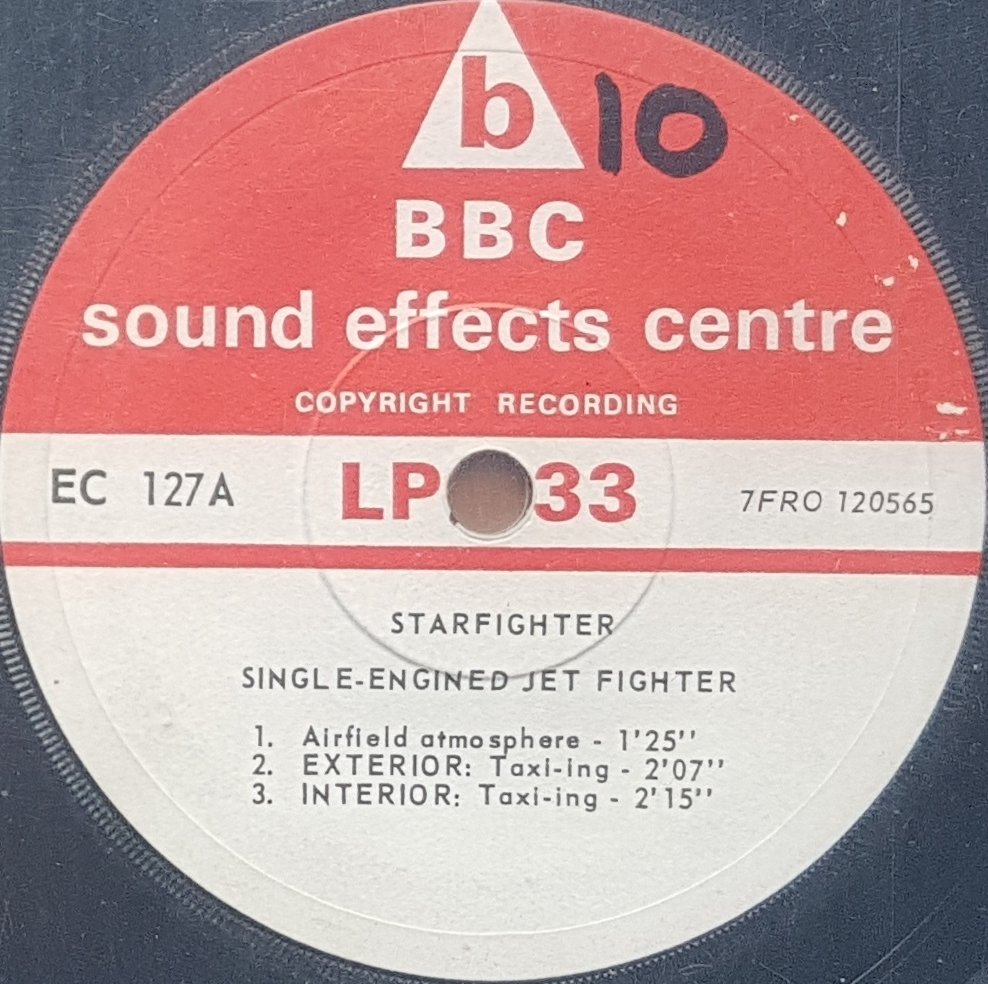 b 10
BBC
sound effects centre
COPYRIGHT RECORDING
EC 127A LP 33 7FRO 120565
STARFIGHTER
SINGLE-ENGINED JET FIGHTER
1. Airfield atmosphere - 1'25''
2. EXTERIOR: Taxi-ing - 2'07''
3. INTERIOR: Taxi-ing - 2'15''